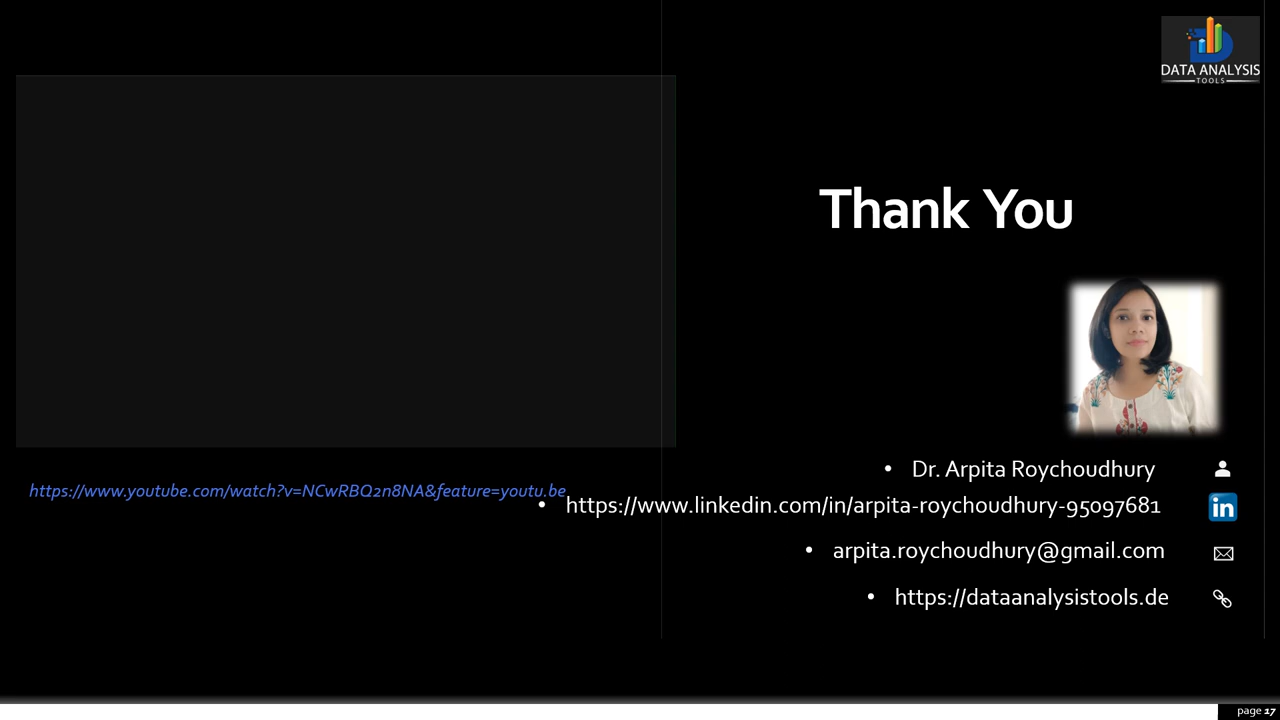 DATA ANALYSIS
TOOLS
Thank You
https://www.youtube.com/watch?v=NCwRBQ2n8NA&feature=youtu.be
• Dr. Arpita Roychoudhury
• https://www.linkedin.com/in/arpita-roychoudhury-95097681
in
• arpita.roychoudhury@gmail.com
• https://dataanalysistools.de
page 17